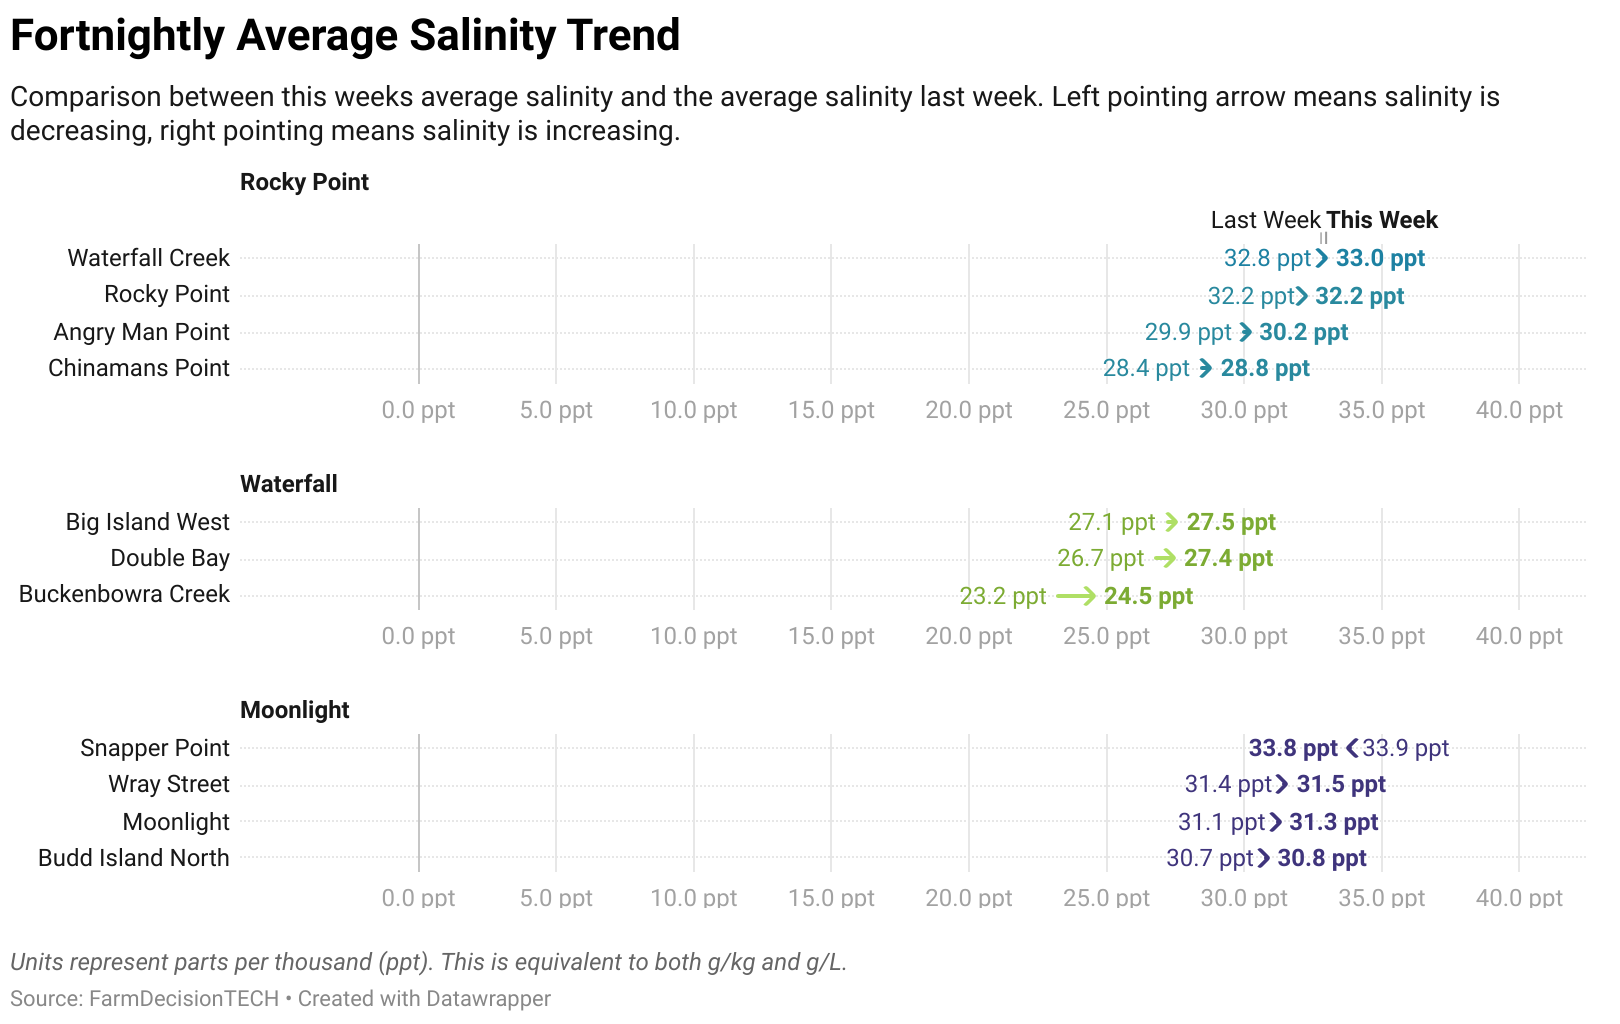 Fortnightly Average Salinity Trend
Comparison between this weeks average salinity and the average salinity last week. Left pointing arrow means salinity is
decreasing, right pointing means salinity is increasing.
Rocky Point
Last Week This Week
Waterfall Creek 32.8 ppt 33.0 ppt
Rocky Point 32.2 ppt 32.2 ppt
Angry Man Point 29.9 ppt 30.2 ppt
Chinamans Point 28.4 ppt 28.8 ppt
0.0 ppt 5.0 ppt 10.0 ppt 15.0 ppt 20.0 ppt 25.0 ppt 30.0 ppt 35.0 ppt 40.0 ppt
Waterfall
Big Island West 27.1 ppt 27.5 ppt
Double Bay 26.7 ppt 27.4 ppt
Buckenbowra Creek 23.2 ppt 24.5 ppt
0.0 ppt 5.0 ppt 10.0 ppt 15.0 ppt 20.0 ppt 25.0 ppt 30.0 ppt 35.0 ppt 40.0 ppt
Moonlight
Snapper Point 33.8 ppt 33.9 ppt
Wray Street 31.4 ppt 31.5 ppt
Moonlight 31.1 ppt 31.3 ppt
Budd Island North 30.7 ppt 30.8 ppt
0.0 ppt 5.0 ppt 10.0 ppt 15.0 ppt 20.0 ppt 25.0 ppt 30.0 ppt 35.0 ppt 40.0 ppt
Units represent parts per thousand (ppt). This is equivalent to both g/kg and g/L.
Source: FarmDecisionTECH • Created with Datawrapper